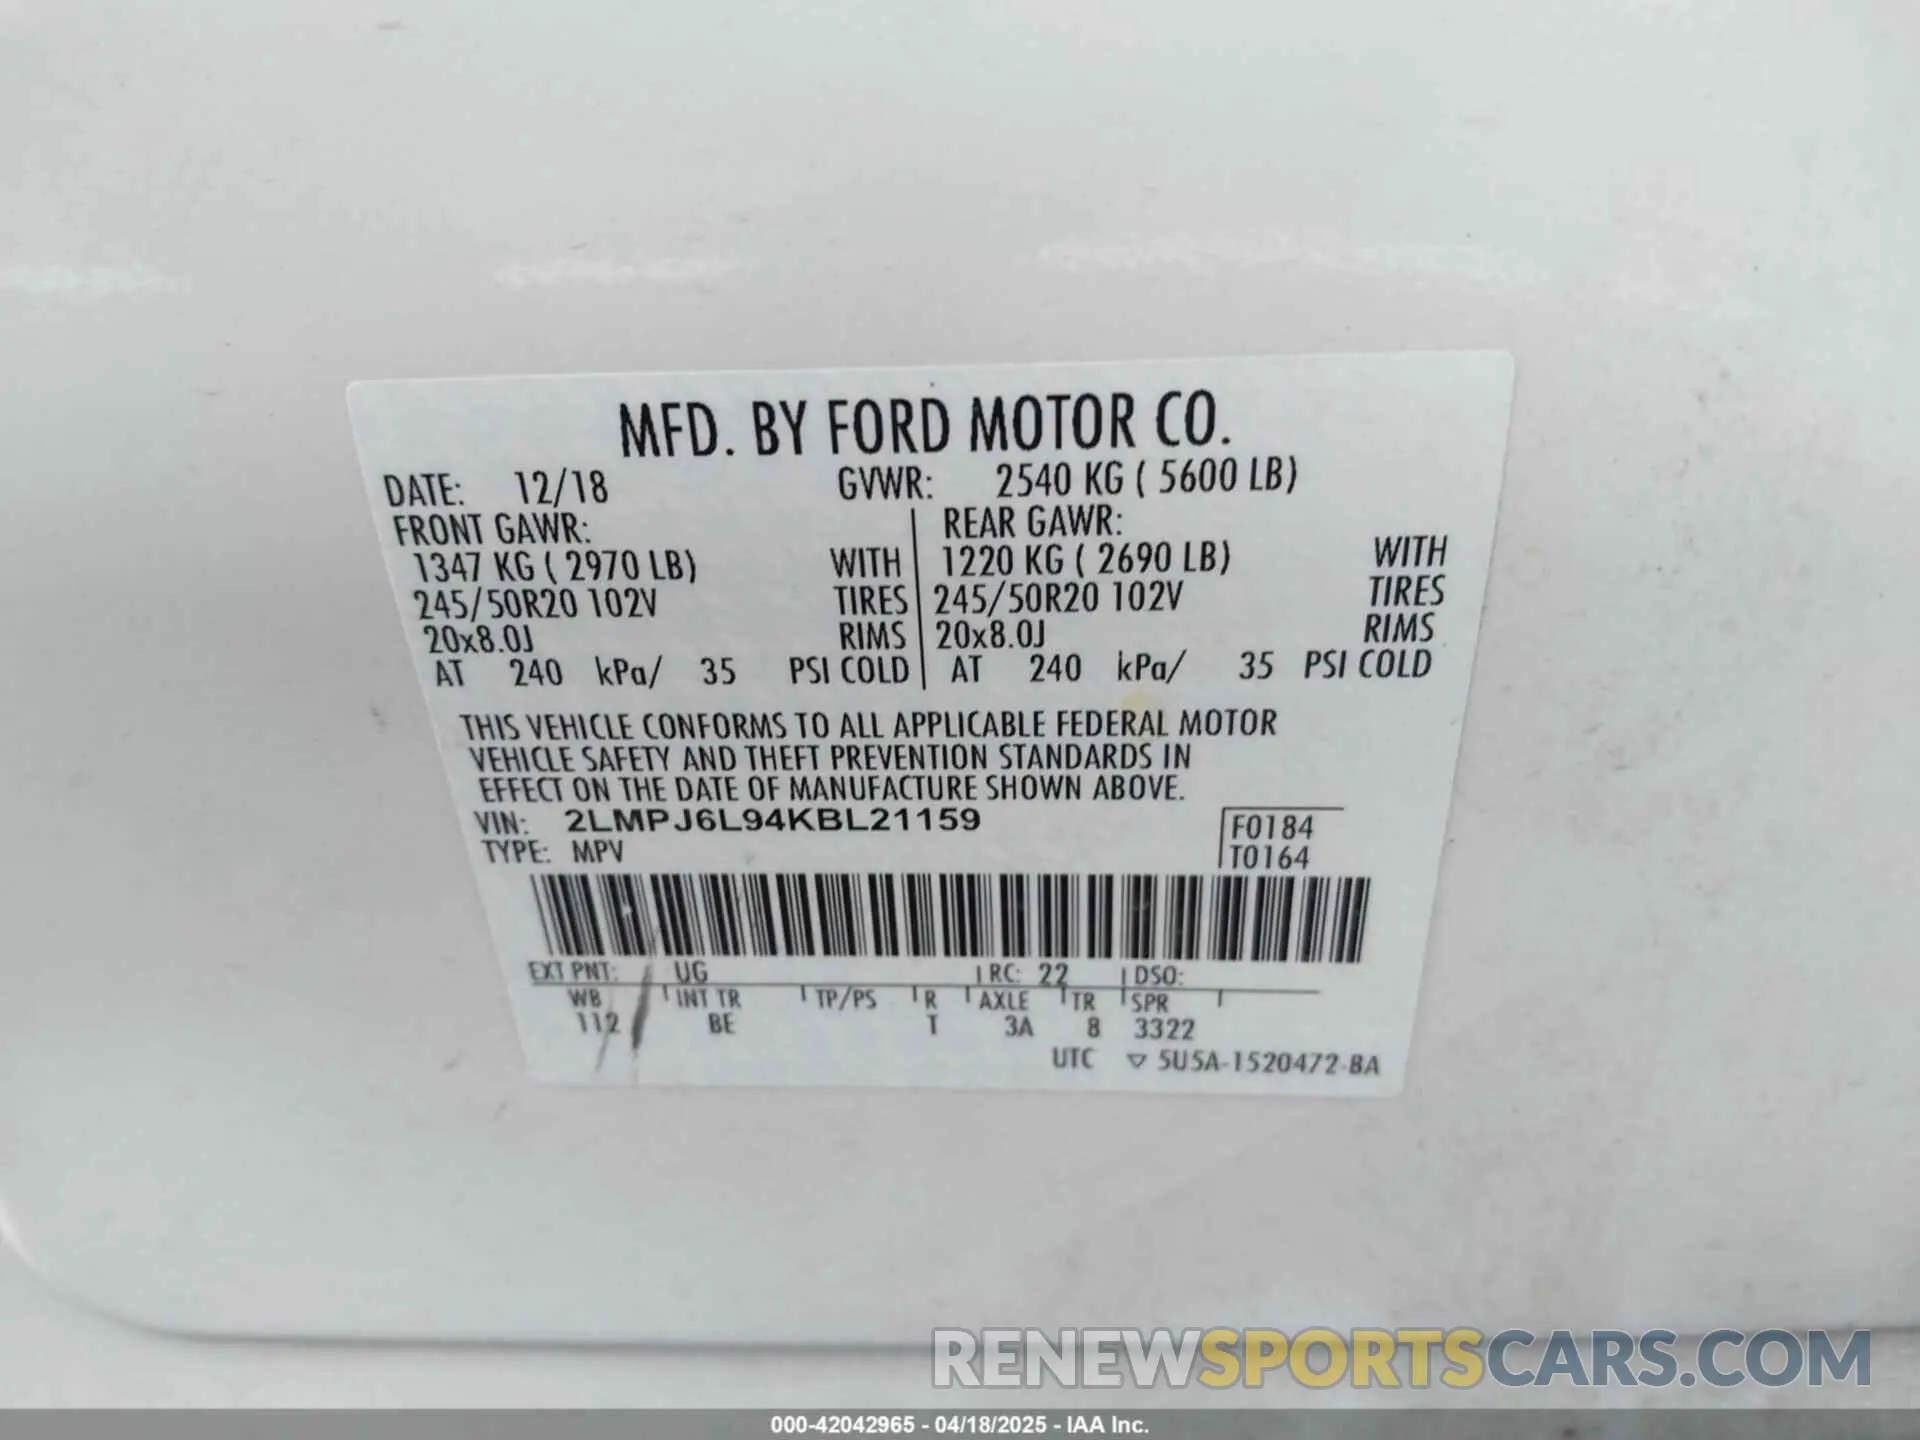 MFD. BY FORD MOTOR CO.
DATE: 12/18 GVWR: 2540 KG ( 5600 LB)
FRONT GAWR: REAR GAWR:
1347 KG ( 2970 LB) WITH 1220 KG ( 2690 LB) WITH
245/50R20 102V TIRES 245/50R20 102V TIRES
20x8.0J RIMS 20x8.0J RIMS
AT 240 kPa/ 35 PSI COLD AT 240 kPa/ 35 PSI COLD
THIS VEHICLE CONFORMS TO ALL APPLICABLE FEDERAL MOTOR
VEHICLE SAFETY AND THEFT PREVENTION STANDARDS IN
EFFECT ON THE DATE OF MANUFACTURE SHOWN ABOVE.
VIN: 2LMPJ6L94KBL21159 F0184
TYPE: MPV T0164
EXT PNT: UG RC: 22 DSO:
WB INT TR TP/PS R AXLE TR SPR
112 BE T 3A 8 3322
UTC ▽ 5U5A-1520472-BA
RENEWSPORTSCARS.COM
000-42042965 - 04/18/2025 - IAA Inc.